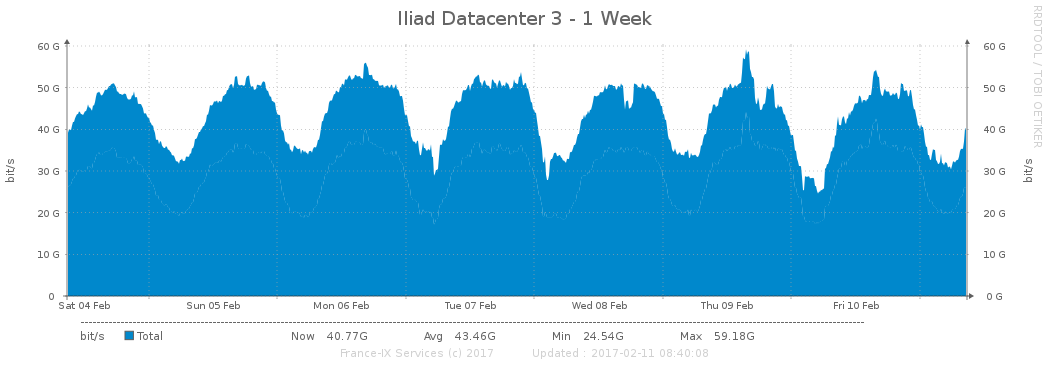 Iliad Datacenter 3 - 1 Week
RRDTOOL / TOBI OETIKER
60 G 60 G
50 G 50 G
40 G 40 G
30 G 30 G
20 G 20 G
10 G 10 G
0 0 G
bit/s bit/s
Sat 04 Feb Sun 05 Feb Mon 06 Feb Tue 07 Feb Wed 08 Feb Thu 09 Feb Fri 10 Feb
bit/s Total Now 40.77G Avg 43.46G Min 24.54G Max 59.18G
France-IX Services (c) 2017 Updated : 2017-02-11 08:40:08